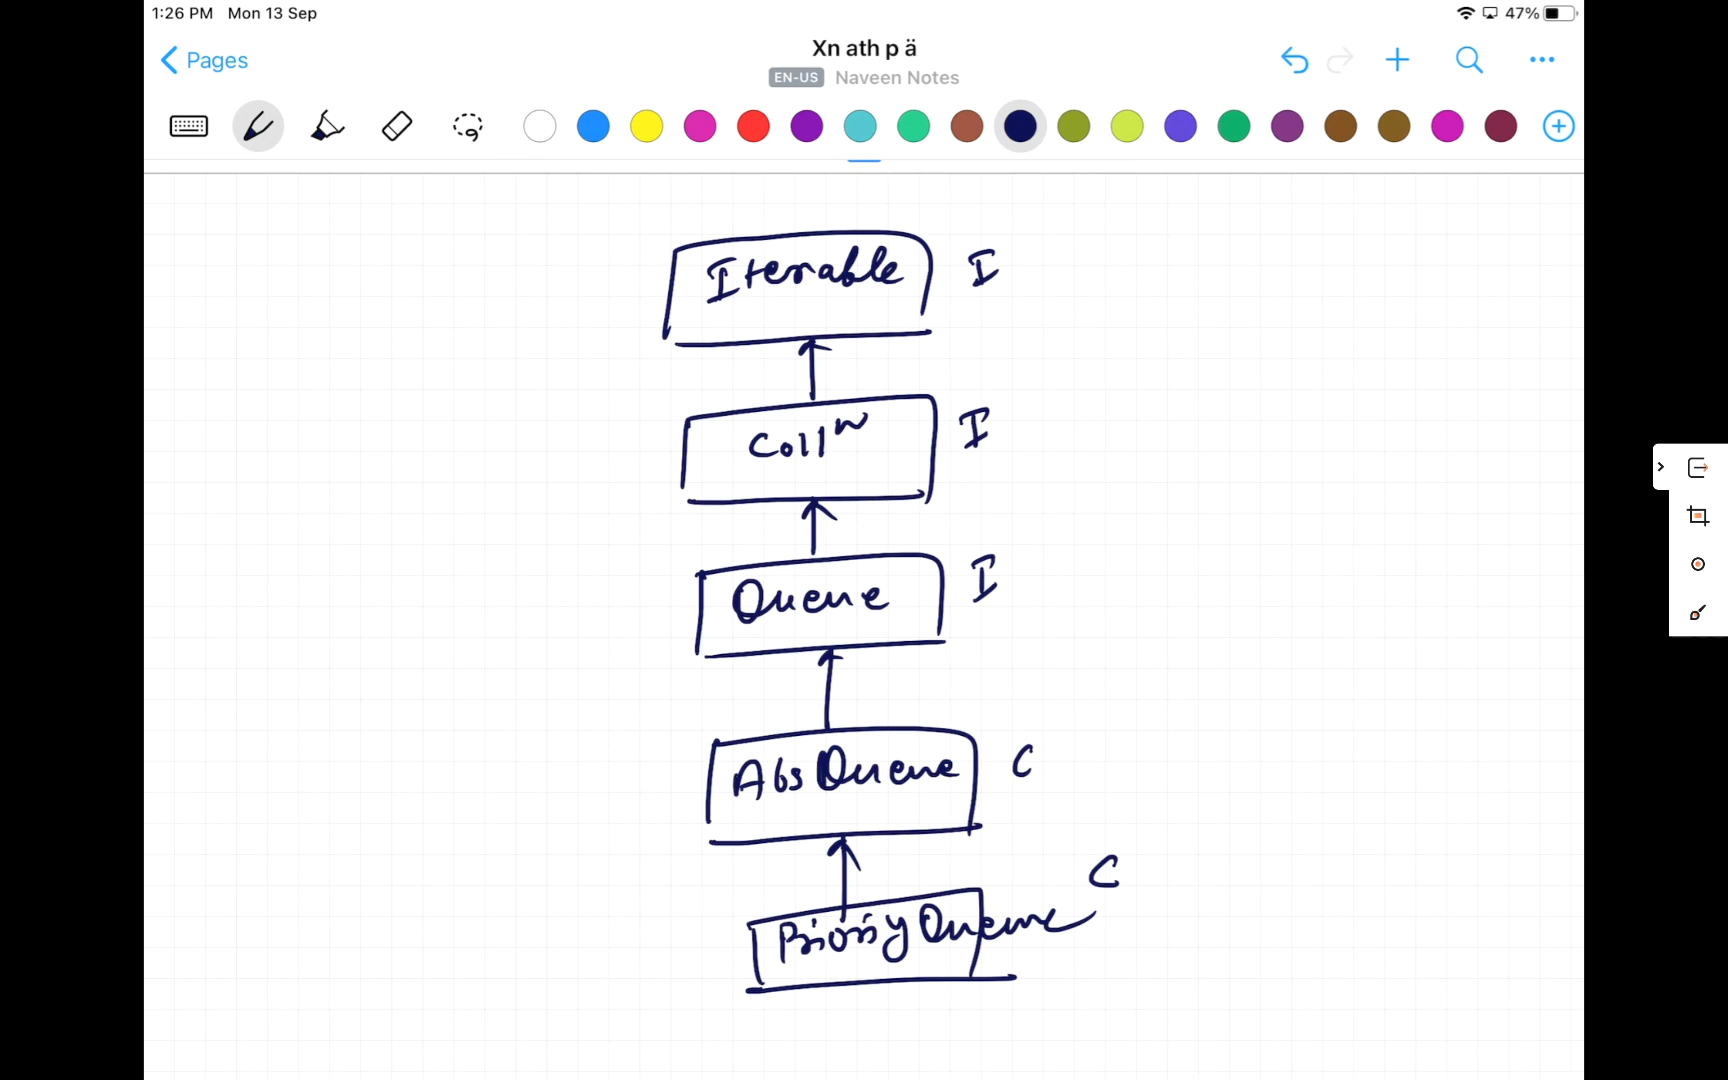 1:26 PM Mon 13 Sep
47%
Pages
Xn ath p ä
EN-US Naveen Notes
Iterable I
Collⁿ I
Queue I
Abs Queue C
C
Priority Queue